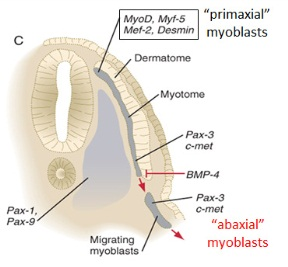 C
MyoD, Myf-5
Mef-2, Desmin
“primaxial”
myoblasts
Dermatome
Myotome
Pax-3
c-met
BMP-4
Pax-3
c-met
Pax-1,
Pax-9
“abaxial”
myoblasts
Migrating
myoblasts